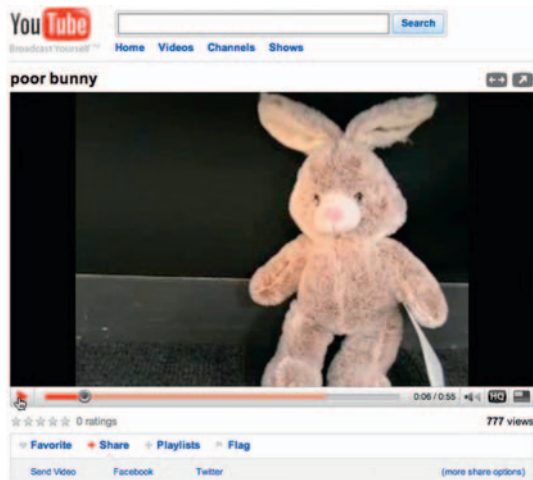 YouTube
Search
Broadcast Yourself ™
Home Videos Channels Shows
poor bunny
0:06 / 0:55 HQ
0 ratings 777 views
Favorite Share Playlists Flag
Send Video Facebook Twitter (more share options)